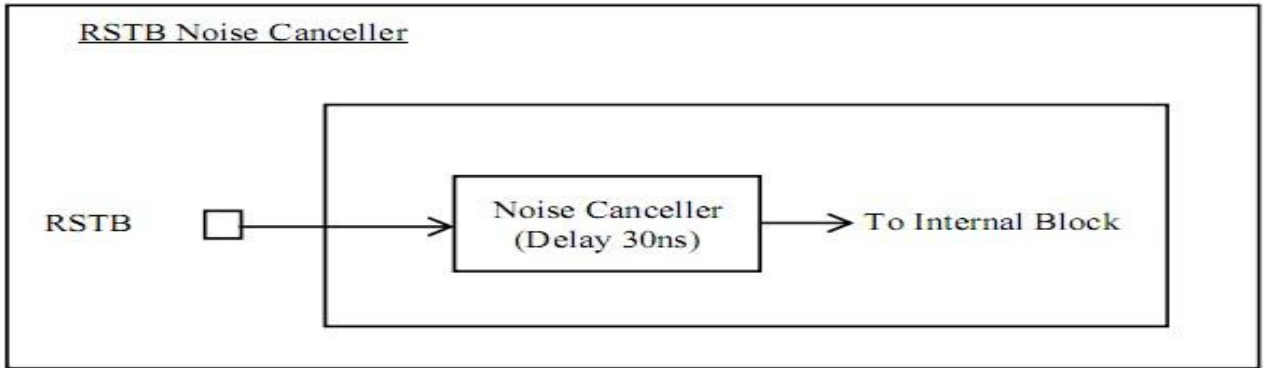 RSTB Noise Canceller
RSTB
Noise Canceller
(Delay 30ns)
To Internal Block